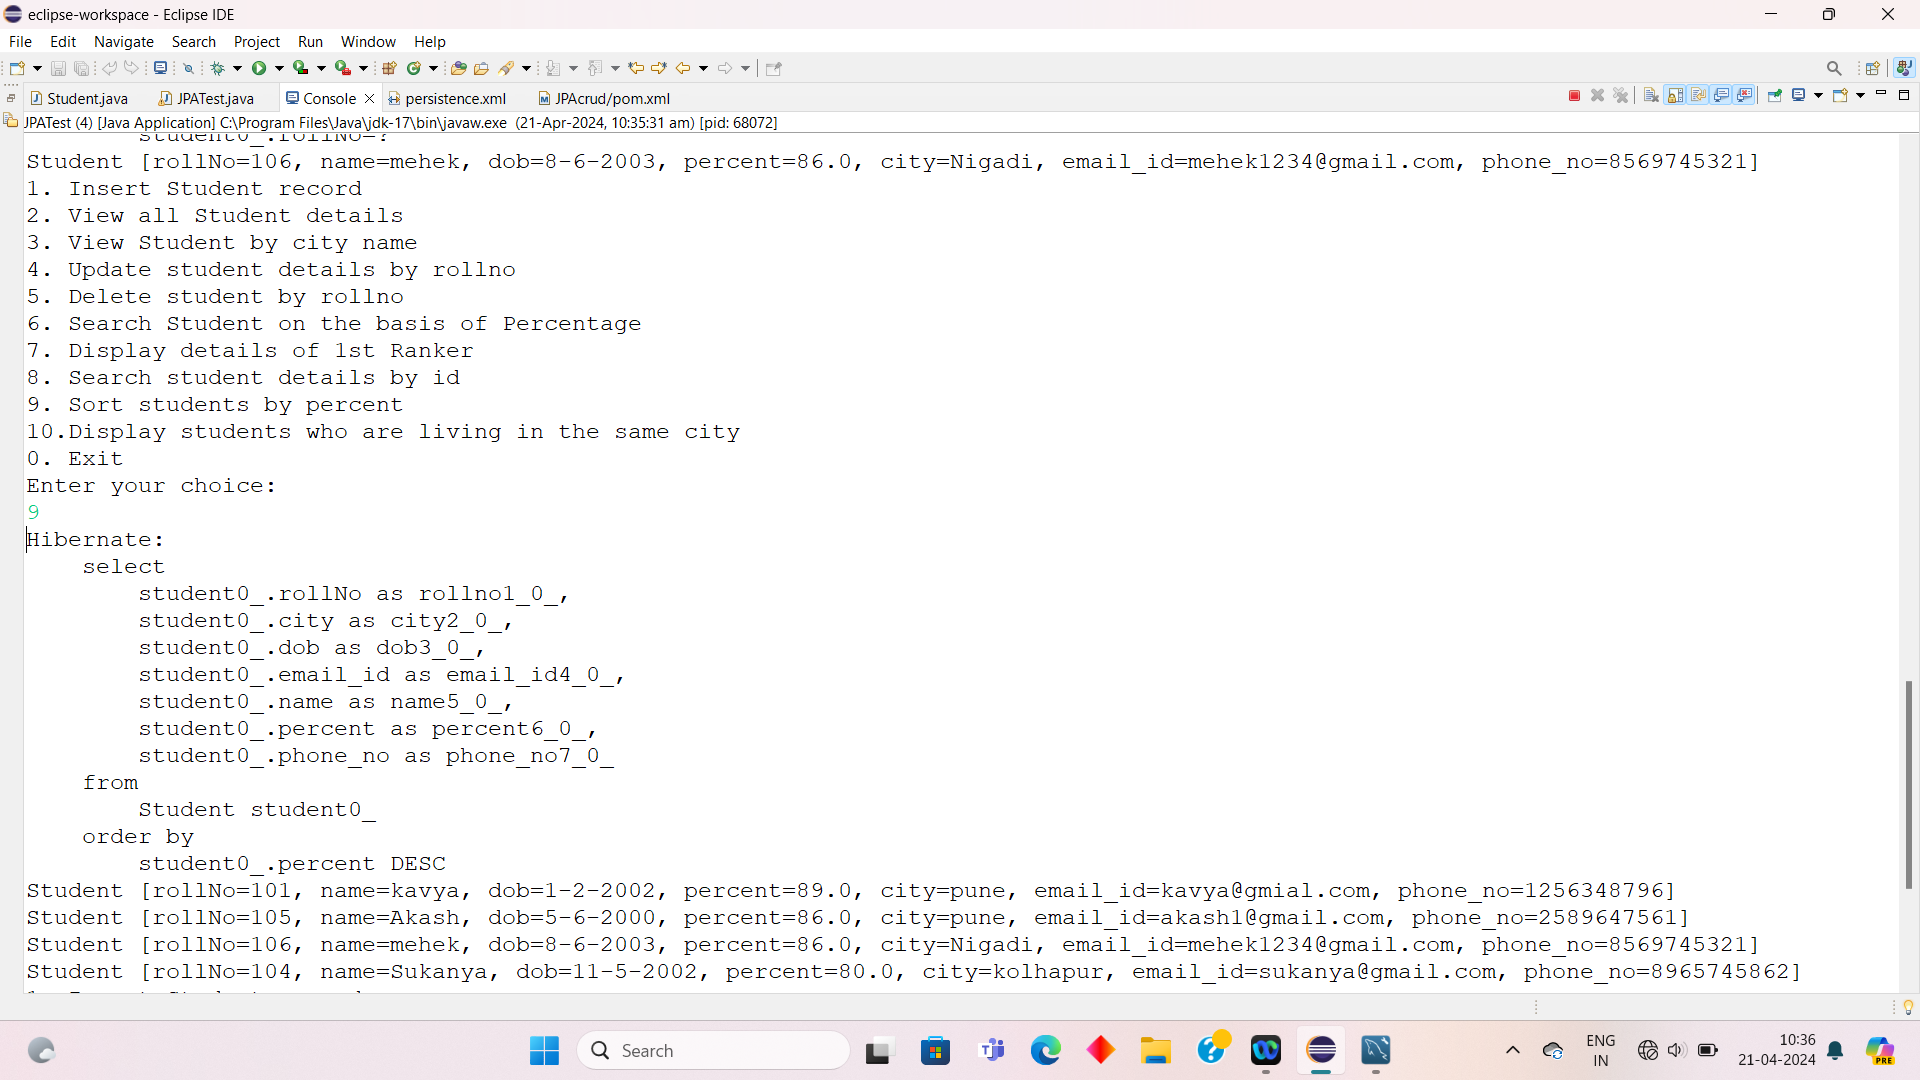 eclipse-workspace - Eclipse IDE
File Edit Navigate Search Project Run Window Help
Student.java JPATest.java Console persistence.xml JPAcrud/pom.xml
JPATest (4) [Java Application] C:\Program Files\Java\jdk-17\bin\javaw.exe (21-Apr-2024, 10:35:31 am) [pid: 68072]
student0_.rollNo=?
Student [rollNo=106, name=mehek, dob=8-6-2003, percent=86.0, city=Nigadi, email_id=mehek1234@gmail.com, phone_no=8569745321]
1. Insert Student record
2. View all Student details
3. View Student by city name
4. Update student details by rollno
5. Delete student by rollno
6. Search Student on the basis of Percentage
7. Display details of 1st Ranker
8. Search student details by id
9. Sort students by percent
10.Display students who are living in the same city
0. Exit
Enter your choice:
9
Hibernate:
select
student0_.rollNo as rollno1_0_,
student0_.city as city2_0_,
student0_.dob as dob3_0_,
student0_.email_id as email_id4_0_,
student0_.name as name5_0_,
student0_.percent as percent6_0_,
student0_.phone_no as phone_no7_0_
from
Student student0_
order by
student0_.percent DESC
Student [rollNo=101, name=kavya, dob=1-2-2002, percent=89.0, city=pune, email_id=kavya@gmial.com, phone_no=1256348796]
Student [rollNo=105, name=Akash, dob=5-6-2000, percent=86.0, city=pune, email_id=akash1@gmail.com, phone_no=2589647561]
Student [rollNo=106, name=mehek, dob=8-6-2003, percent=86.0, city=Nigadi, email_id=mehek1234@gmail.com, phone_no=8569745321]
Student [rollNo=104, name=Sukanya, dob=11-5-2002, percent=80.0, city=kolhapur, email_id=sukanya@gmail.com, phone_no=8965745862]
Search
ENG
IN
10:36
21-04-2024
PRE